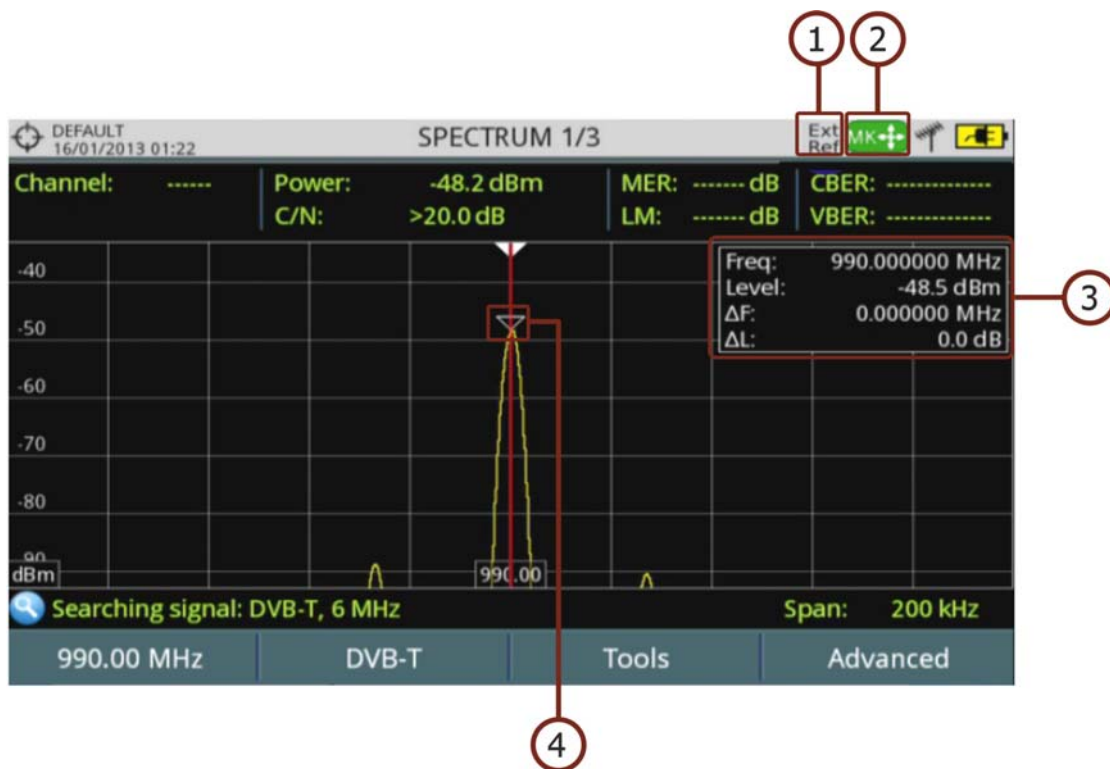 1 2
DEFAULT
16/01/2013 01:22
SPECTRUM 1/3
Ext
Ref
MK
Channel: ------
Power: -48.2 dBm
C/N: >20.0 dB
MER: ------- dB
LM: ------- dB
CBER: --------------
VBER: --------------
Freq: 990.000000 MHz
Level: -48.5 dBm
ΔF: 0.000000 MHz
ΔL: 0.0 dB
3
-40
-50
-60
-70
-80
-90
dBm
990.00
Searching signal: DVB-T, 6 MHz
Span: 200 kHz
990.00 MHz
DVB-T
Tools
Advanced
4